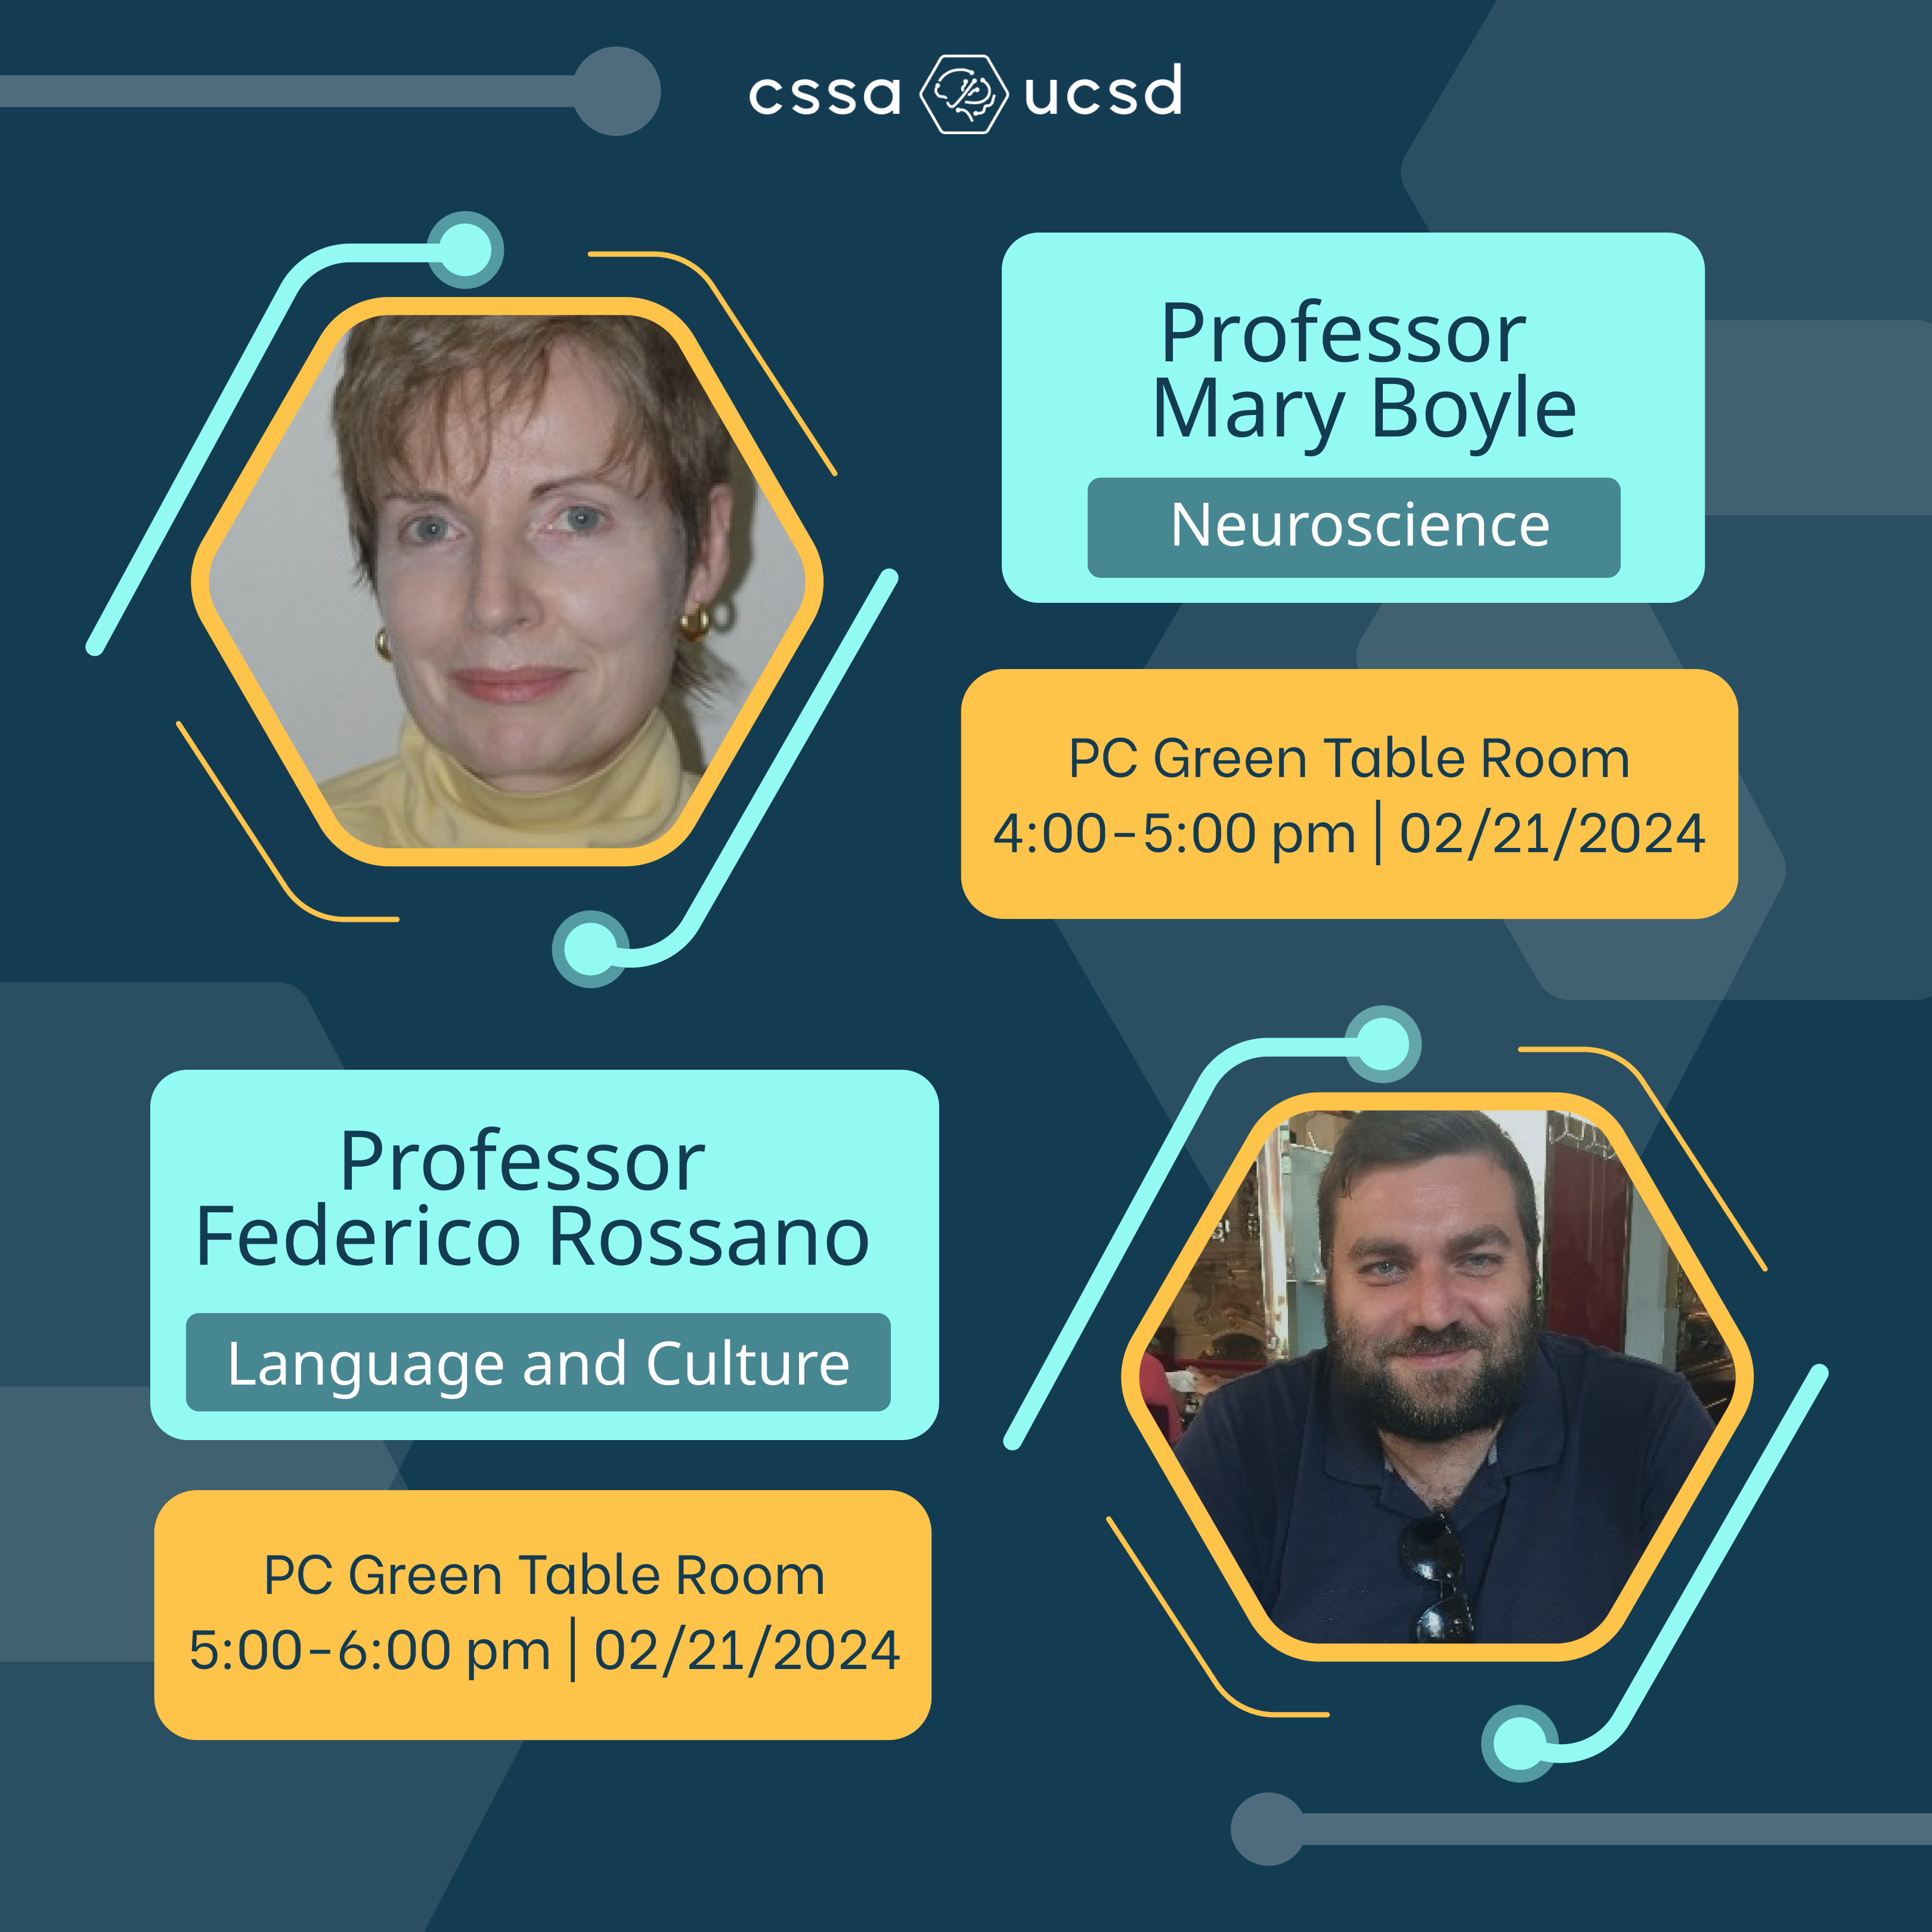 cssa ucsd
Professor
Mary Boyle
Neuroscience
PC Green Table Room
4:00-5:00 pm | 02/21/2024
Professor
Federico Rossano
Language and Culture
PC Green Table Room
5:00-6:00 pm | 02/21/2024